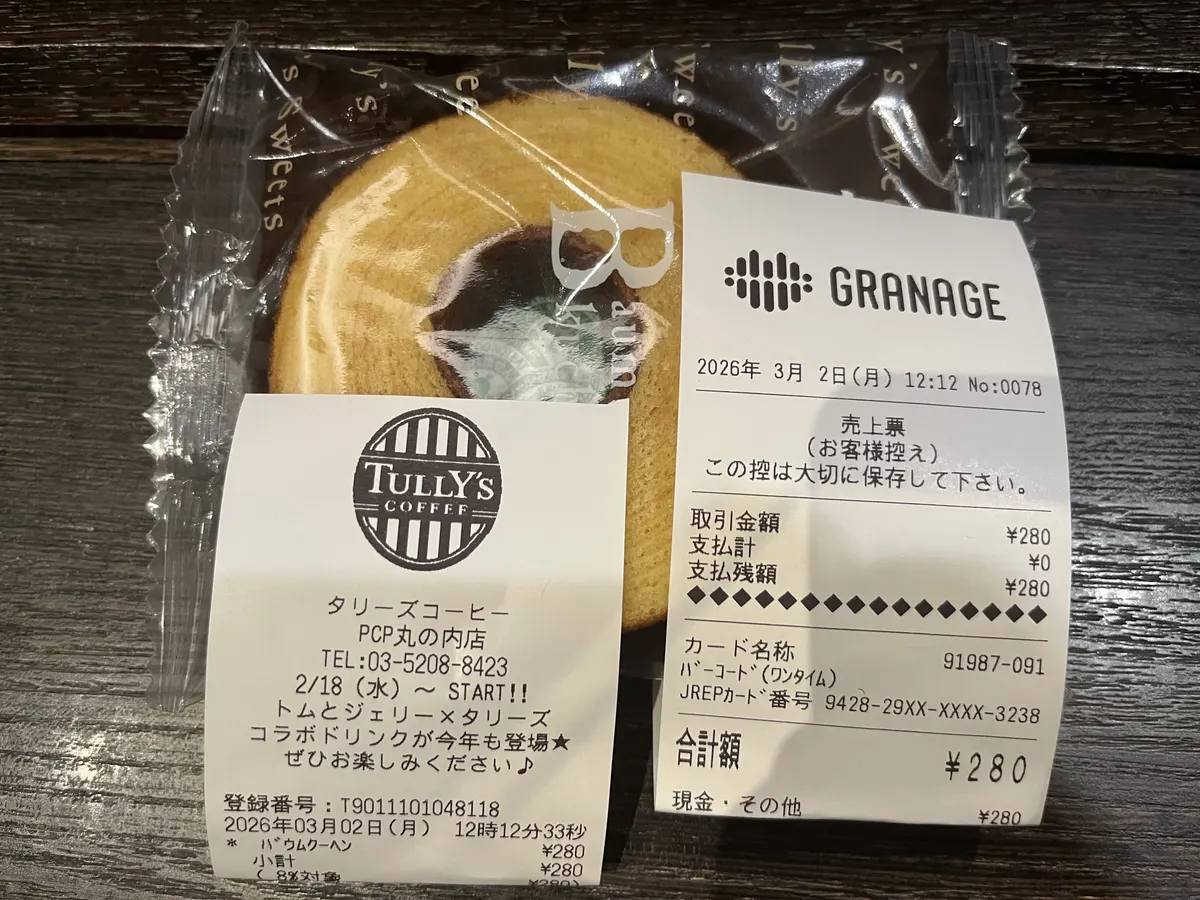 y's
ee
lly
w e e
lly's
y's
w e
's Sweets
B
aum
GRANAGE
2026年 3月 2日(月) 12:12 No:0078
売上票
(お客様控え)
この控は大切に保存して下さい。
取引金額 ¥280
支払計 ¥0
支払残額 ¥280
◆◆◆◆◆◆◆◆◆◆◆◆◆◆◆◆
カード名称 91987-091
バーコード(ワンタイム)
JREPカード番号 9428-29XX-XXXX-3238
合計額 ¥280
現金・その他 ¥280
TULLY'S
COFFEE
タリーズコーヒー
PCP丸の内店
TEL:03-5208-8423
2/18（水）～ START!!
トムとジェリー×タリーズ
コラボドリンクが今年も登場★
ぜひお楽しみください♪
登録番号：T9011101048118
2026年03月02日(月) 12時12分33秒
* バウムクーヘン ¥280
小計 ¥280
( 8%対象 ¥280)